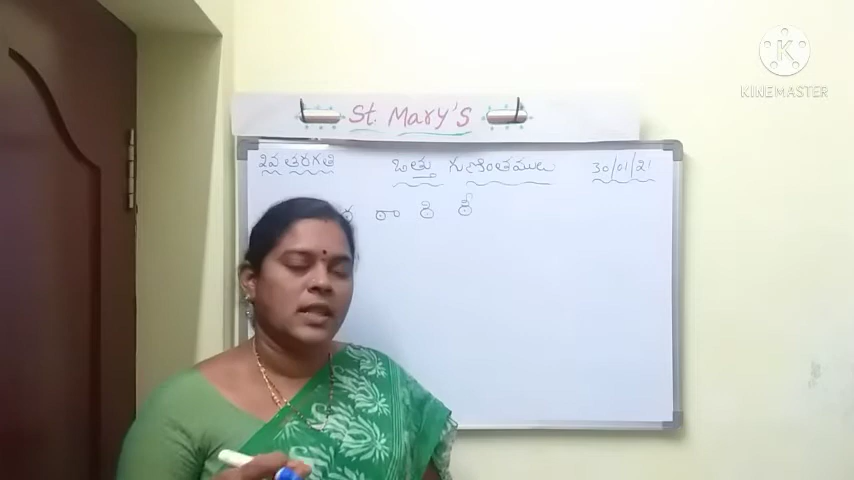 St. Mary's
KINEMASTER
2వ తరగతి ఒత్తు గుణింతములు 30/01/21
ఠ ఠా ఠి ఠీ